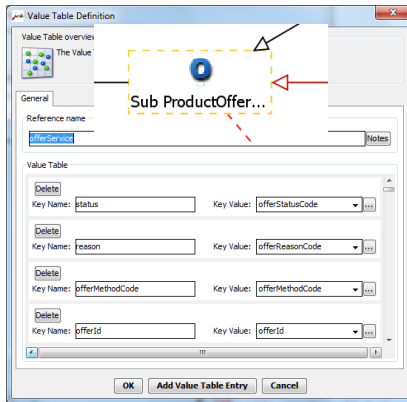 Value Table Definition
Value Table overview
The Value
Sub ProductOffer...
General
Reference name
offerService
Notes
Value Table
Delete
Key Name: status Key Value: offerStatusCode ...
Delete
Key Name: reason Key Value: offerReasonCode ...
Delete
Key Name: offerMethodCode Key Value: offerMethodCode ...
Delete
Key Name: offerId Key Value: offerId ...
OK Add Value Table Entry Cancel